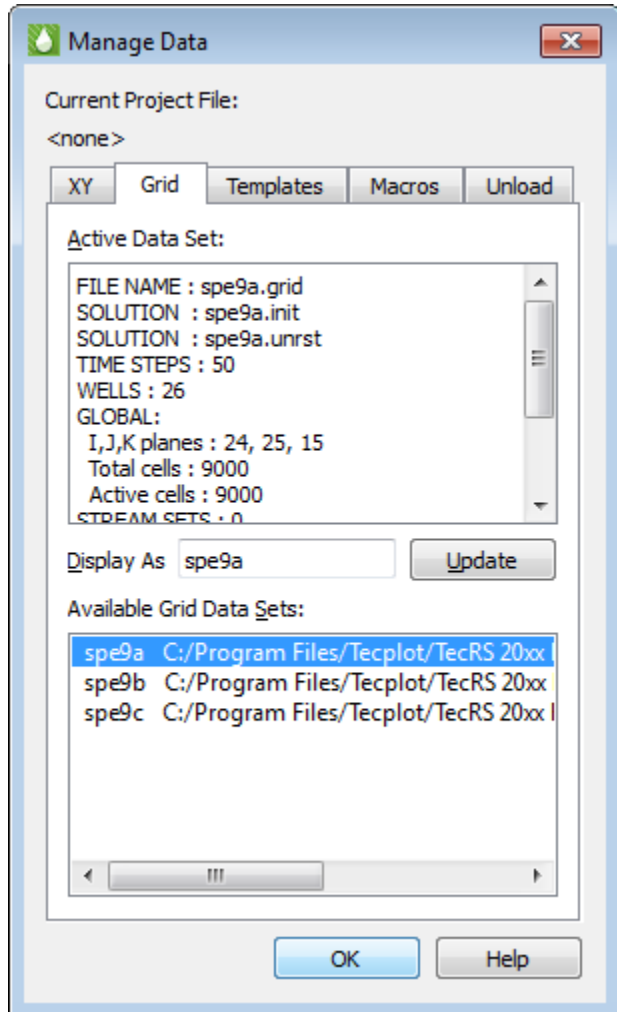 Manage Data
Current Project File:
<none>
XY Grid Templates Macros Unload
Active Data Set:
FILE NAME : spe9a.grid
SOLUTION : spe9a.init
SOLUTION : spe9a.unrst
TIME STEPS : 50
WELLS : 26
GLOBAL:
I,J,K planes : 24, 25, 15
Total cells : 9000
Active cells : 9000
STREAM SETS : 0
Display As spe9a Update
Available Grid Data Sets:
spe9a C:/Program Files/Tecplot/TecRS 20xx
spe9b C:/Program Files/Tecplot/TecRS 20xx
spe9c C:/Program Files/Tecplot/TecRS 20xx
OK Help